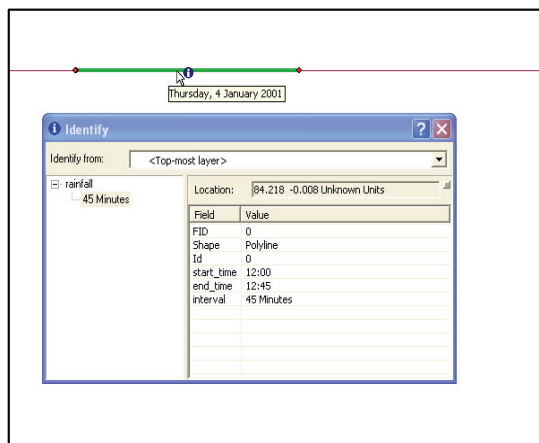 Thursday, 4 January 2001
Identify
Identify from: <Top-most layer>
rainfall
45 Minutes
Location: 84.218 -0.008 Unknown Units
Field Value
FID 0
Shape Polyline
Id 0
start_time 12:00
end_time 12:45
interval 45 Minutes